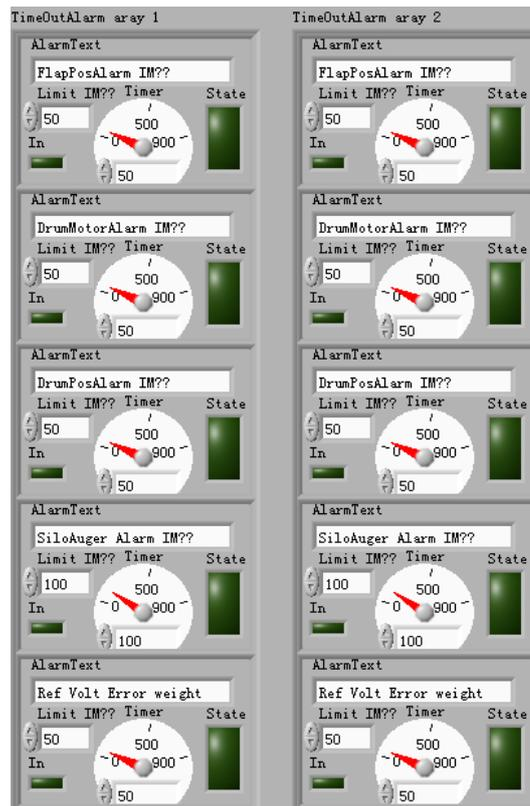 TimeOutAlarm aray 1
AlarmText
FlapPosAlarm IM??
Limit IM?? Timer State
50
500
0 900
In
50
AlarmText
DrumMotorAlarm IM??
Limit IM?? Timer State
50
500
0 900
In
50
AlarmText
DrumPosAlarm IM??
Limit IM?? Timer State
50
500
0 900
In
50
AlarmText
SiloAuger Alarm IM??
Limit IM?? Timer State
100
500
0 900
In
100
AlarmText
Ref Volt Error weight
Limit IM?? Timer State
50
500
0 900
In
50
TimeOutAlarm aray 2
AlarmText
FlapPosAlarm IM??
Limit IM?? Timer State
50
500
0 900
In
50
AlarmText
DrumMotorAlarm IM??
Limit IM?? Timer State
50
500
0 900
In
50
AlarmText
DrumPosAlarm IM??
Limit IM?? Timer State
50
500
0 900
In
50
AlarmText
SiloAuger Alarm IM??
Limit IM?? Timer State
100
500
0 900
In
100
AlarmText
Ref Volt Error weight
Limit IM?? Timer State
50
500
0 900
In
50